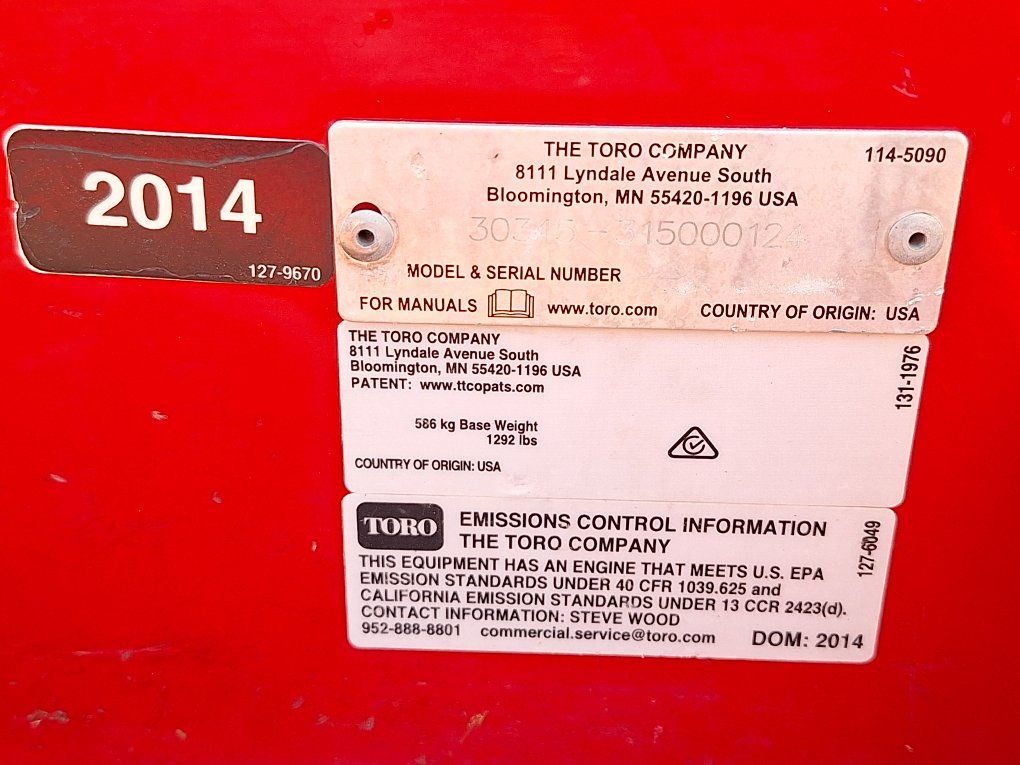 2014
127-9670
THE TORO COMPANY 114-5090
8111 Lyndale Avenue South
Bloomington, MN 55420-1196 USA
315000124
MODEL & SERIAL NUMBER
FOR MANUALS www.toro.com COUNTRY OF ORIGIN: USA
THE TORO COMPANY
8111 Lyndale Avenue South
Bloomington, MN 55420-1196 USA
PATENT: www.ttcopats.com
131-1976
586 kg Base Weight
1292 lbs
COUNTRY OF ORIGIN: USA
TORO
EMISSIONS CONTROL INFORMATION
THE TORO COMPANY
127-6049
THIS EQUIPMENT HAS AN ENGINE THAT MEETS U.S. EPA
EMISSION STANDARDS UNDER 40 CFR 1039.625 and
CALIFORNIA EMISSION STANDARDS UNDER 13 CCR 2423(d).
CONTACT INFORMATION: STEVE WOOD
952-888-8801 commercial.service@toro.com DOM: 2014